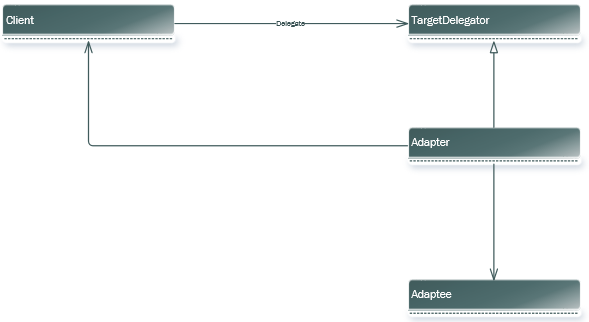 Client
Delegate
TargetDelegator
Adapter
Adaptee